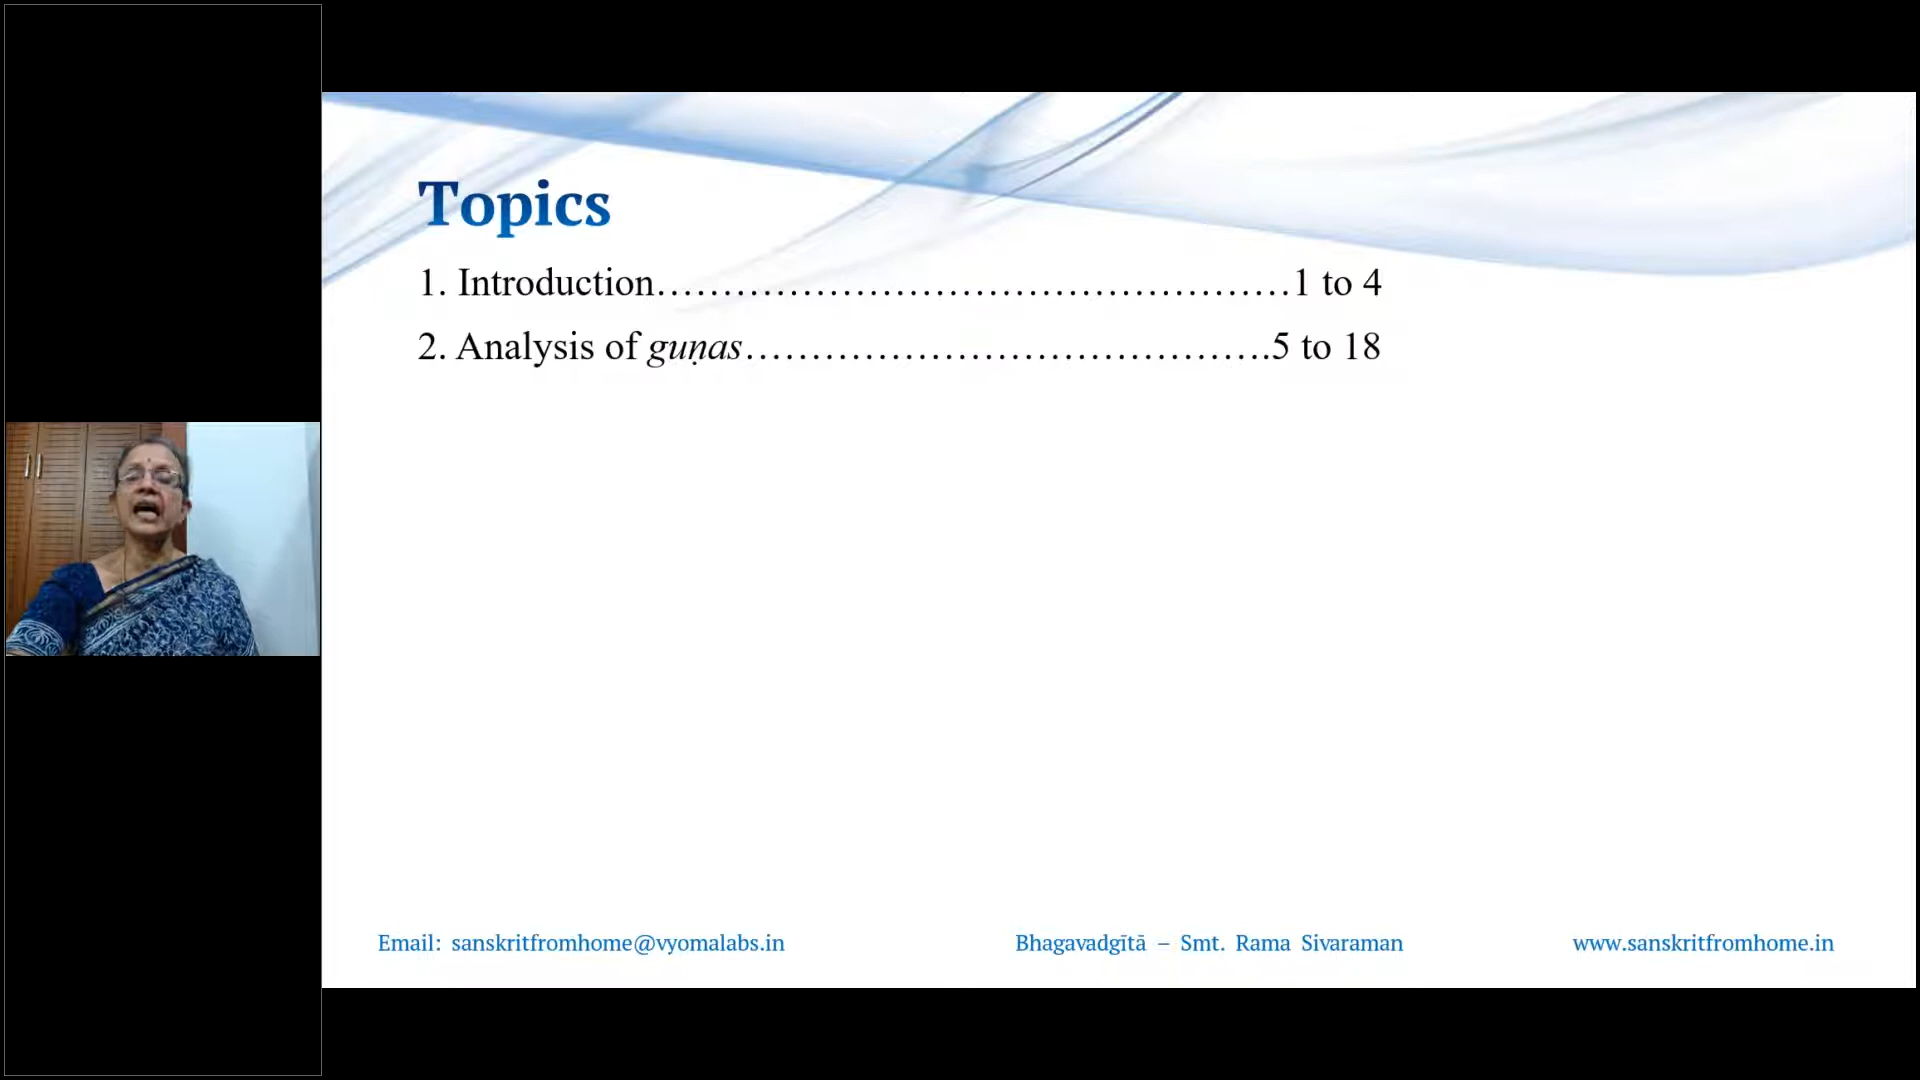 Topics
1. Introduction……………………………………………1 to 4
2. Analysis of guṇas………………………………….5 to 18
Email: sanskritfromhome@vyomalabs.in
Bhagavadgītā – Smt. Rama Sivaraman
www.sanskritfromhome.in